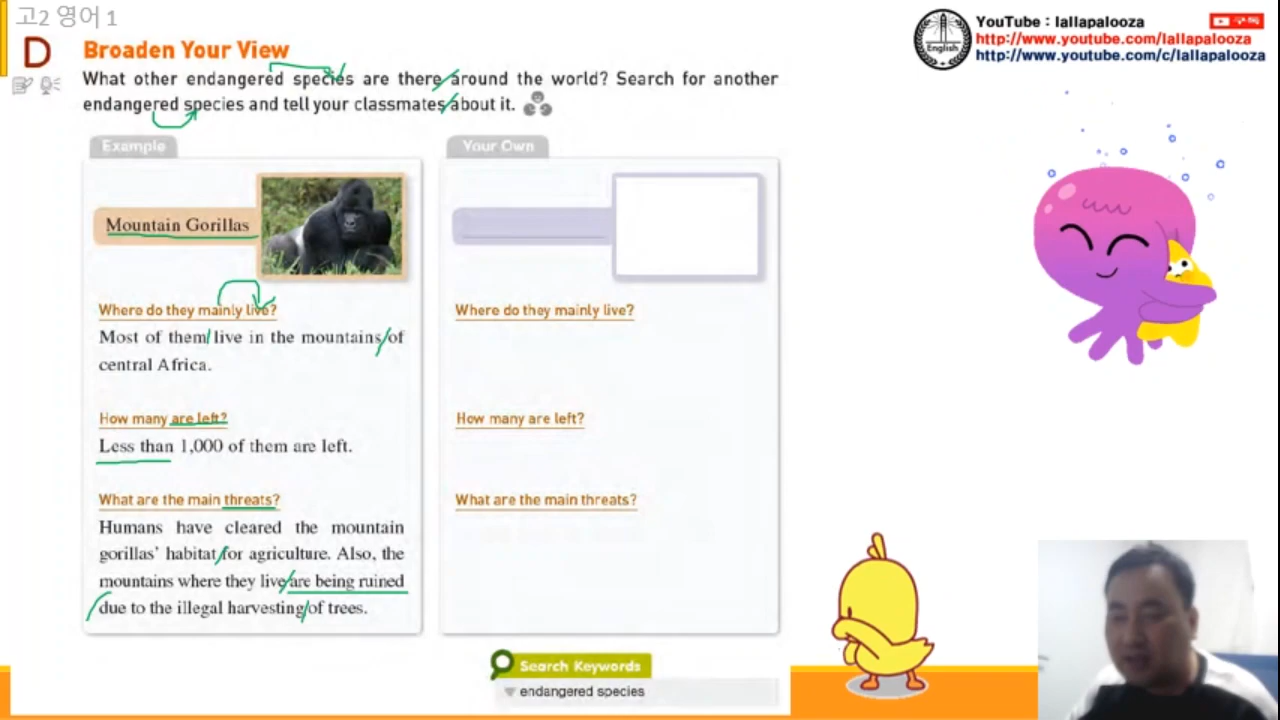 고2 영어 1
D
Broaden Your View
What other endangered species are there around the world? Search for another
endangered species and tell your classmates about it.
English
YouTube : lallapalooza
구독
http://www.youtube.com/lallapalooza
http://www.youtube.com/c/lallapalooza
Example
Mountain Gorillas
Where do they mainly live?
Most of them live in the mountains of
central Africa.
How many are left?
Less than 1,000 of them are left.
What are the main threats?
Humans have cleared the mountain
gorillas' habitat for agriculture. Also, the
mountains where they live are being ruined
due to the illegal harvesting of trees.
Your Own
Where do they mainly live?
How many are left?
What are the main threats?
Search Keywords
endangered species